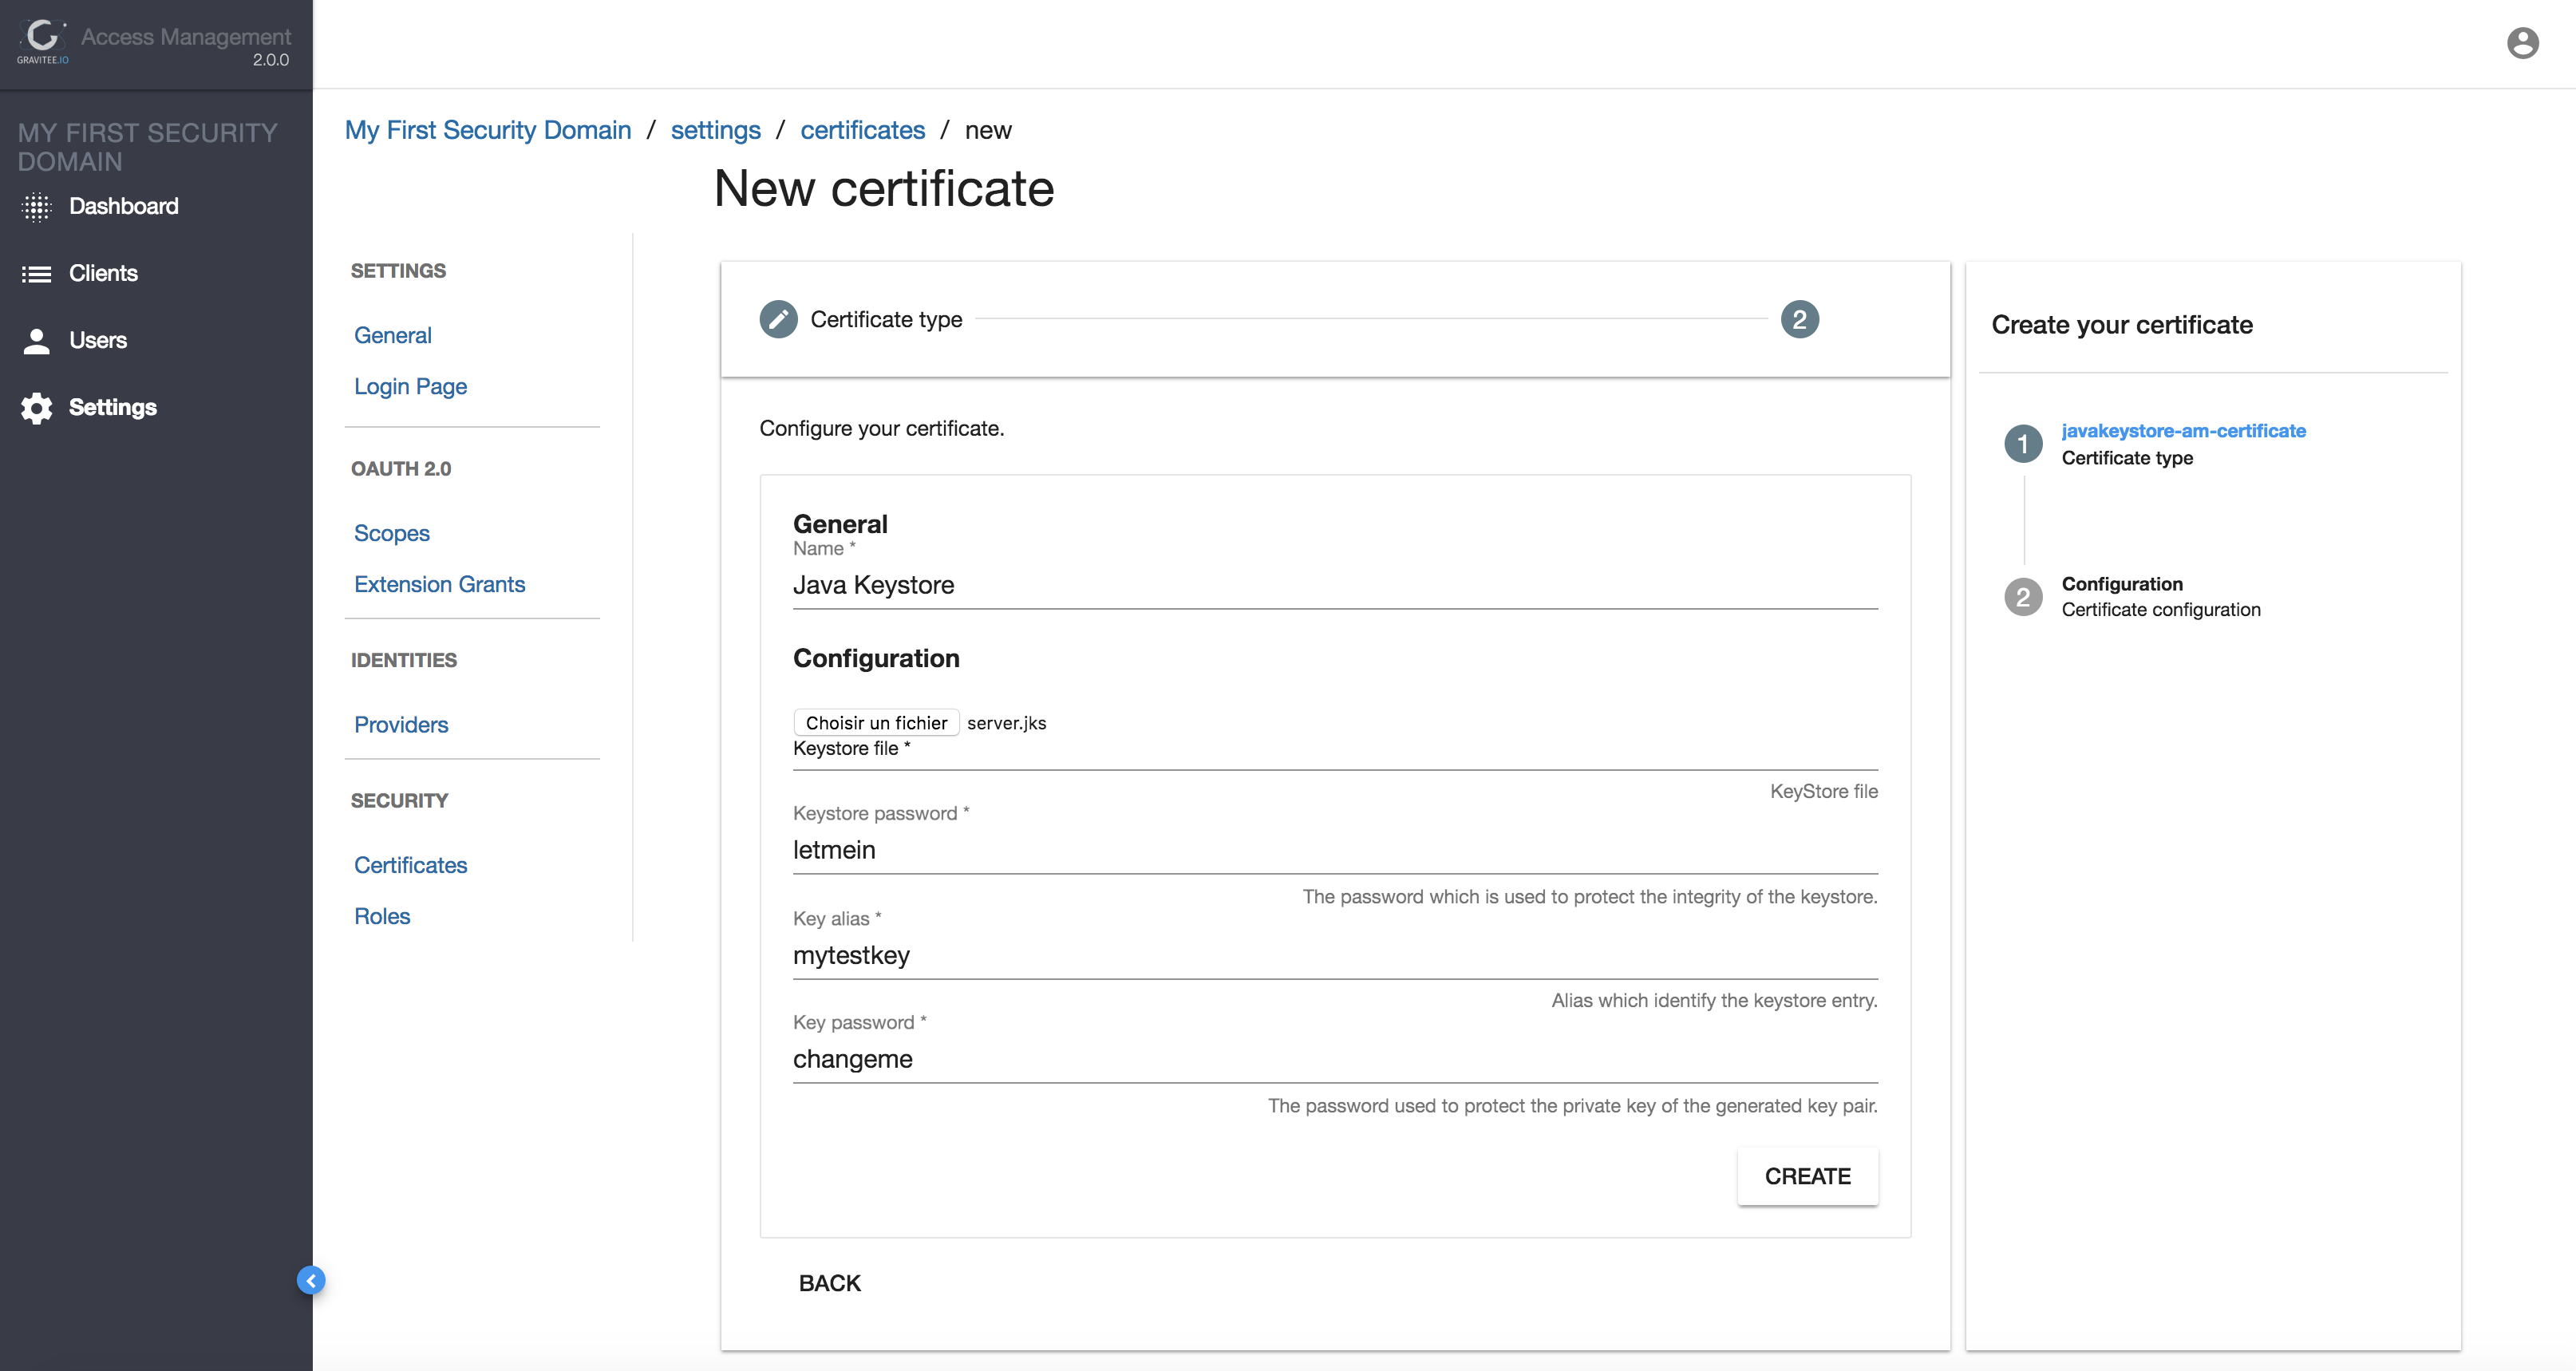 GRAVITEE.IO
Access Management
2.0.0
MY FIRST SECURITY
DOMAIN
Dashboard
Clients
Users
Settings
My First Security Domain / settings / certificates / new
New certificate
SETTINGS
General
Login Page
OAUTH 2.0
Scopes
Extension Grants
IDENTITIES
Providers
SECURITY
Certificates
Roles
Certificate type
2
Configure your certificate.
General
Name *
Java Keystore
Configuration
Choisir un fichier server.jks
Keystore file *
KeyStore file
Keystore password *
letmein
The password which is used to protect the integrity of the keystore.
Key alias *
mytestkey
Alias which identify the keystore entry.
Key password *
changeme
The password used to protect the private key of the generated key pair.
CREATE
BACK
Create your certificate
1
javakeystore-am-certificate
Certificate type
2
Configuration
Certificate configuration